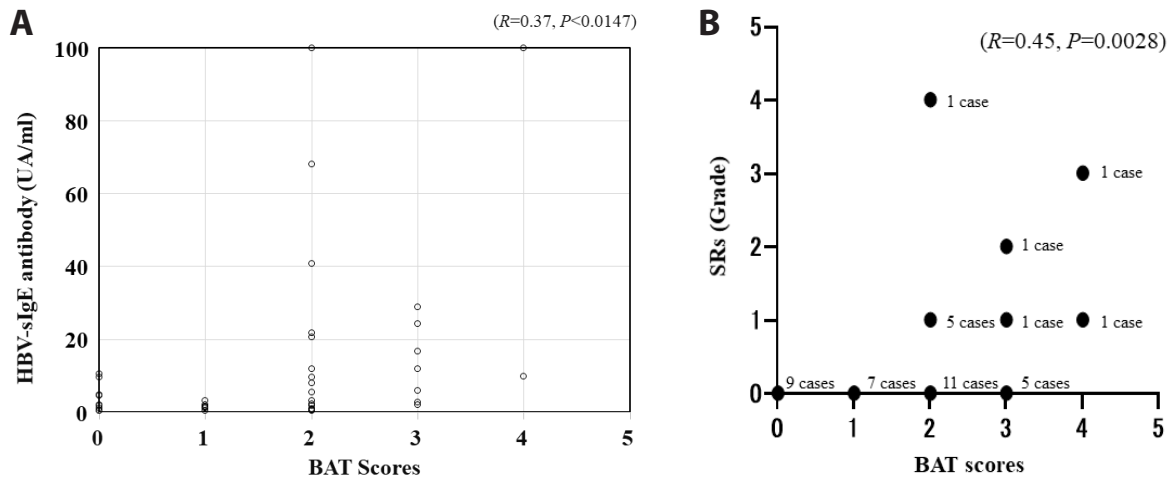 A
(R=0.37, P<0.0147)
HBV-sIgE antibody (UA/ml)
100
80
60
40
20
0
0 1 2 3 4 5
BAT Scores
B
(R=0.45, P=0.0028)
SRs (Grade)
5
4
1 case
3
1 case
2
1 case
1
5 cases 1 case 1 case
0
9 cases 7 cases 11 cases 5 cases
0 1 2 3 4 5
BAT scores